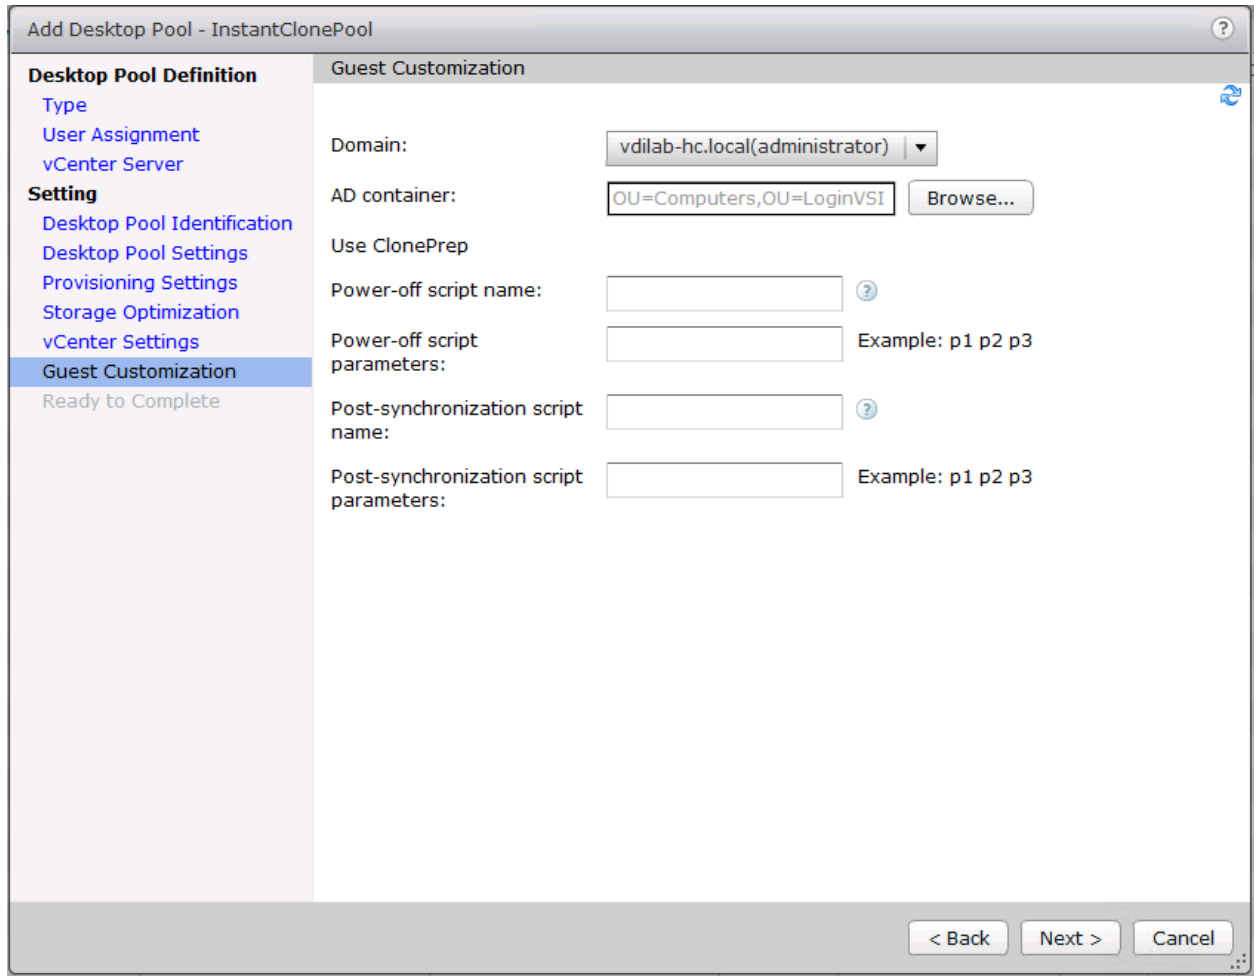 Add Desktop Pool - InstantClonePool
?
Desktop Pool Definition
Type
User Assignment
vCenter Server
Setting
Desktop Pool Identification
Desktop Pool Settings
Provisioning Settings
Storage Optimization
vCenter Settings
Guest Customization
Ready to Complete
Guest Customization
Domain:
vdilab-hc.local(administrator)
AD container:
OU=Computers,OU=LoginVSI
Browse...
Use ClonePrep
Power-off script name:
?
Power-off script
parameters:
Example: p1 p2 p3
Post-synchronization script
name:
?
Post-synchronization script
parameters:
Example: p1 p2 p3
< Back
Next >
Cancel